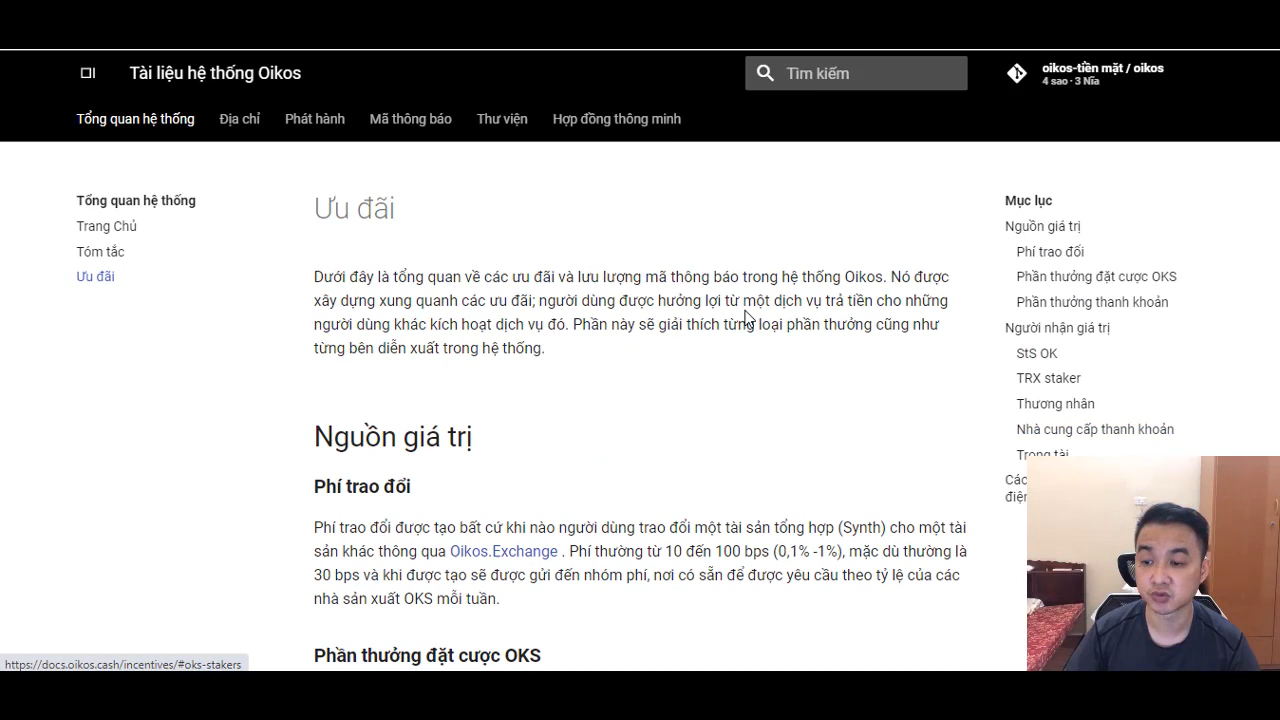 Tài liệu hệ thống Oikos
Tìm kiếm
oikos-tiền mặt / oikos
4 sao · 3 Nĩa
Tổng quan hệ thống
Địa chỉ
Phát hành
Mã thông báo
Thư viện
Hợp đồng thông minh
Tổng quan hệ thống
Trang Chủ
Tóm tắc
Ưu đãi
Ưu đãi
Dưới đây là tổng quan về các ưu đãi và lưu lượng mã thông báo trong hệ thống Oikos. Nó được
xây dựng xung quanh các ưu đãi; người dùng được hưởng lợi từ một dịch vụ trả tiền cho những
người dùng khác kích hoạt dịch vụ đó. Phần này sẽ giải thích từng loại phần thưởng cũng như
từng bên diễn xuất trong hệ thống.
Nguồn giá trị
Phí trao đổi
Phí trao đổi được tạo bất cứ khi nào người dùng trao đổi một tài sản tổng hợp (Synth) cho một tài
sản khác thông qua Oikos.Exchange . Phí thường từ 10 đến 100 bps (0,1% -1%), mặc dù thường là
30 bps và khi được tạo sẽ được gửi đến nhóm phí, nơi có sẵn để được yêu cầu theo tỷ lệ của các
nhà sản xuất OKS mỗi tuần.
Phần thưởng đặt cược OKS
Mục lục
Nguồn giá trị
Phí trao đổi
Phần thưởng đặt cược OKS
Phần thưởng thanh khoản
Người nhận giá trị
StS OK
TRX staker
Thương nhân
Nhà cung cấp thanh khoản
Trọng tài
Các
điện
https://docs.oikos.cash/incentives/#oks-stakers